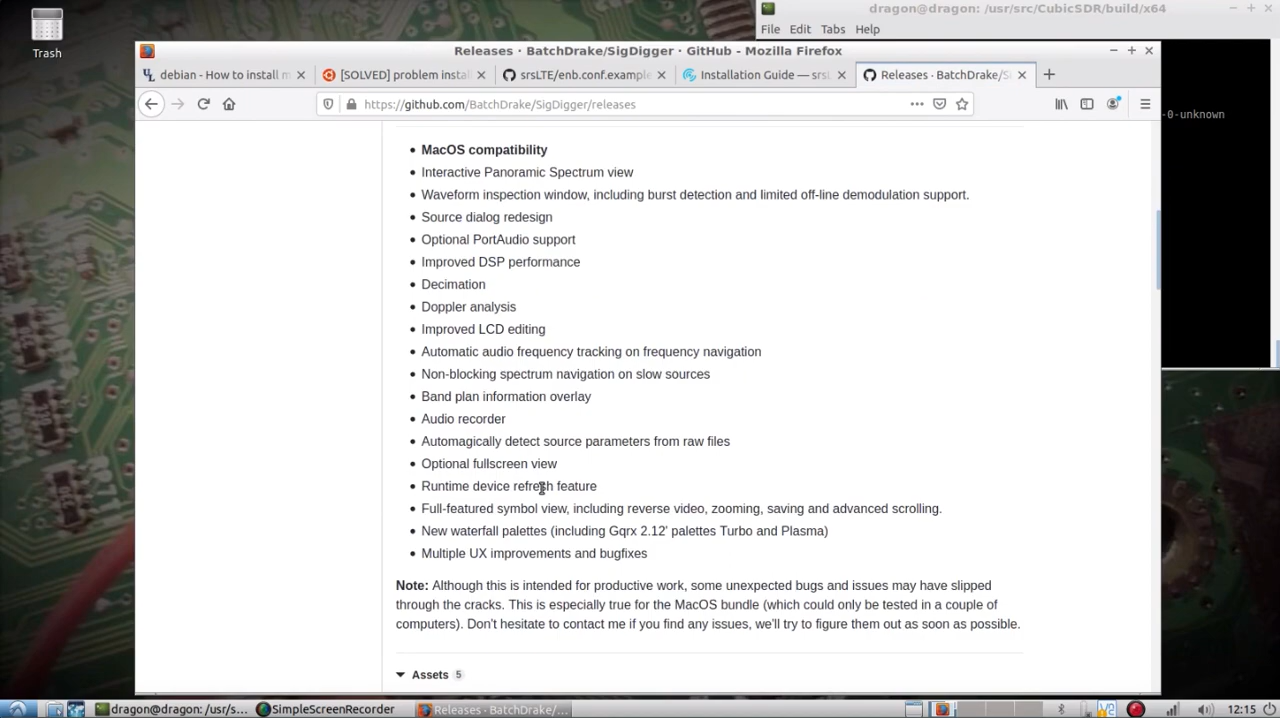 Trash
dragon@dragon: /usr/src/CubicSDR/build/x64
File Edit Tabs Help
Releases · BatchDrake/SigDigger · GitHub - Mozilla Firefox
debian - How to install m
[SOLVED] problem instal
srsLTE/enb.conf.example
Installation Guide — srsL
Releases · BatchDrake/Si
https://github.com/BatchDrake/SigDigger/releases
-0-unknown
• MacOS compatibility
• Interactive Panoramic Spectrum view
• Waveform inspection window, including burst detection and limited off-line demodulation support.
• Source dialog redesign
• Optional PortAudio support
• Improved DSP performance
• Decimation
• Doppler analysis
• Improved LCD editing
• Automatic audio frequency tracking on frequency navigation
• Non-blocking spectrum navigation on slow sources
• Band plan information overlay
• Audio recorder
• Automagically detect source parameters from raw files
• Optional fullscreen view
• Runtime device refresh feature
• Full-featured symbol view, including reverse video, zooming, saving and advanced scrolling.
• New waterfall palettes (including Gqrx 2.12' palettes Turbo and Plasma)
• Multiple UX improvements and bugfixes
Note: Although this is intended for productive work, some unexpected bugs and issues may have slipped
through the cracks. This is especially true for the MacOS bundle (which could only be tested in a couple of
computers). Don't hesitate to contact me if you find any issues, we'll try to figure them out as soon as possible.
Assets 5
dragon@dragon: /usr/s...
SimpleScreenRecorder
Releases · BatchDrake/...
12:15